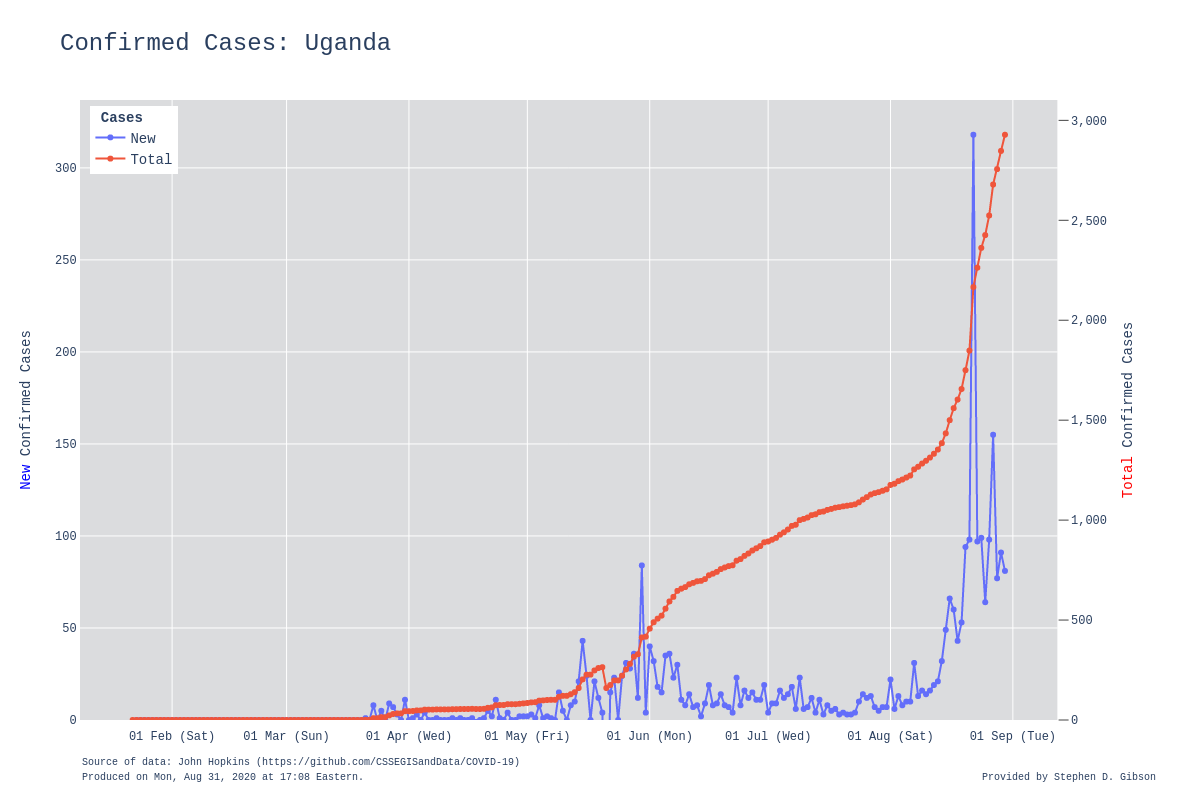 Confirmed Cases: Uganda
Cases
New
Total
300
250
200
150
100
50
0
3,000
2,500
2,000
1,500
1,000
500
0
New Confirmed Cases
Total Confirmed Cases
01 Feb (Sat)
01 Mar (Sun)
01 Apr (Wed)
01 May (Fri)
01 Jun (Mon)
01 Jul (Wed)
01 Aug (Sat)
01 Sep (Tue)
Source of data: John Hopkins (https://github.com/CSSEGISandData/COVID-19)
Produced on Mon, Aug 31, 2020 at 17:08 Eastern.
Provided by Stephen D. Gibson